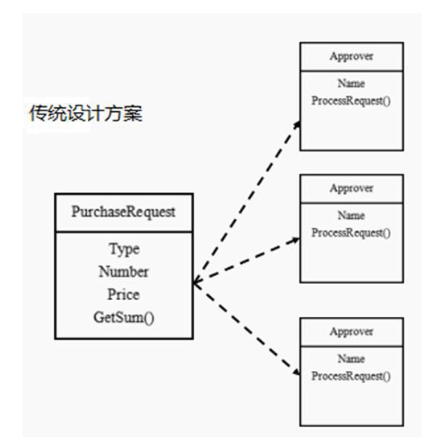 传统设计方案
PurchaseRequest
Type
Number
Price
GetSum()
Approver
Name
ProcessRequest()
Approver
Name
ProcessRequest()
Approver
Name
ProcessRequest()